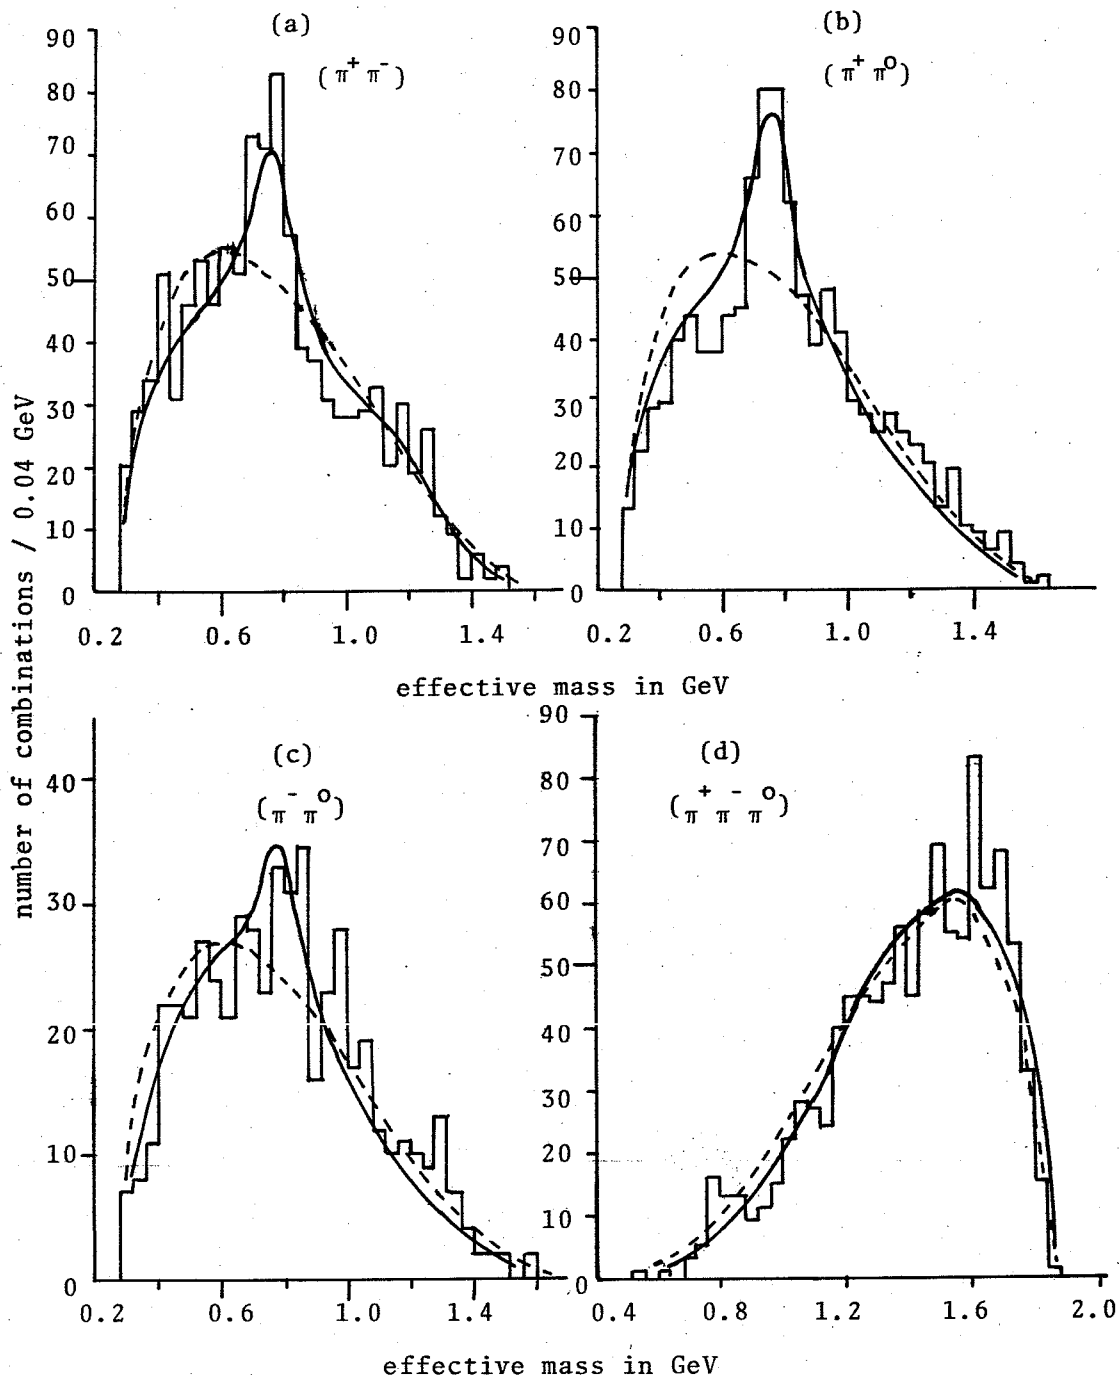 number of combinations / 0.04 GeV
(a)
(π⁺ π⁻)
90
80
70
60
50
40
30
20
10
0
0.2 0.6 1.0 1.4
(b)
(π⁺ π⁰)
90
80
70
60
50
40
30
20
10
0
0.2 0.6 1.0 1.4
effective mass in GeV
(c)
(π⁻ π⁰)
40
30
20
10
0
0.2 0.6 1.0 1.4
(d)
(π⁺ π⁻ π⁰)
90
80
70
60
50
40
30
20
10
0
0.4 0.8 1.2 1.6 2.0
effective mass in GeV